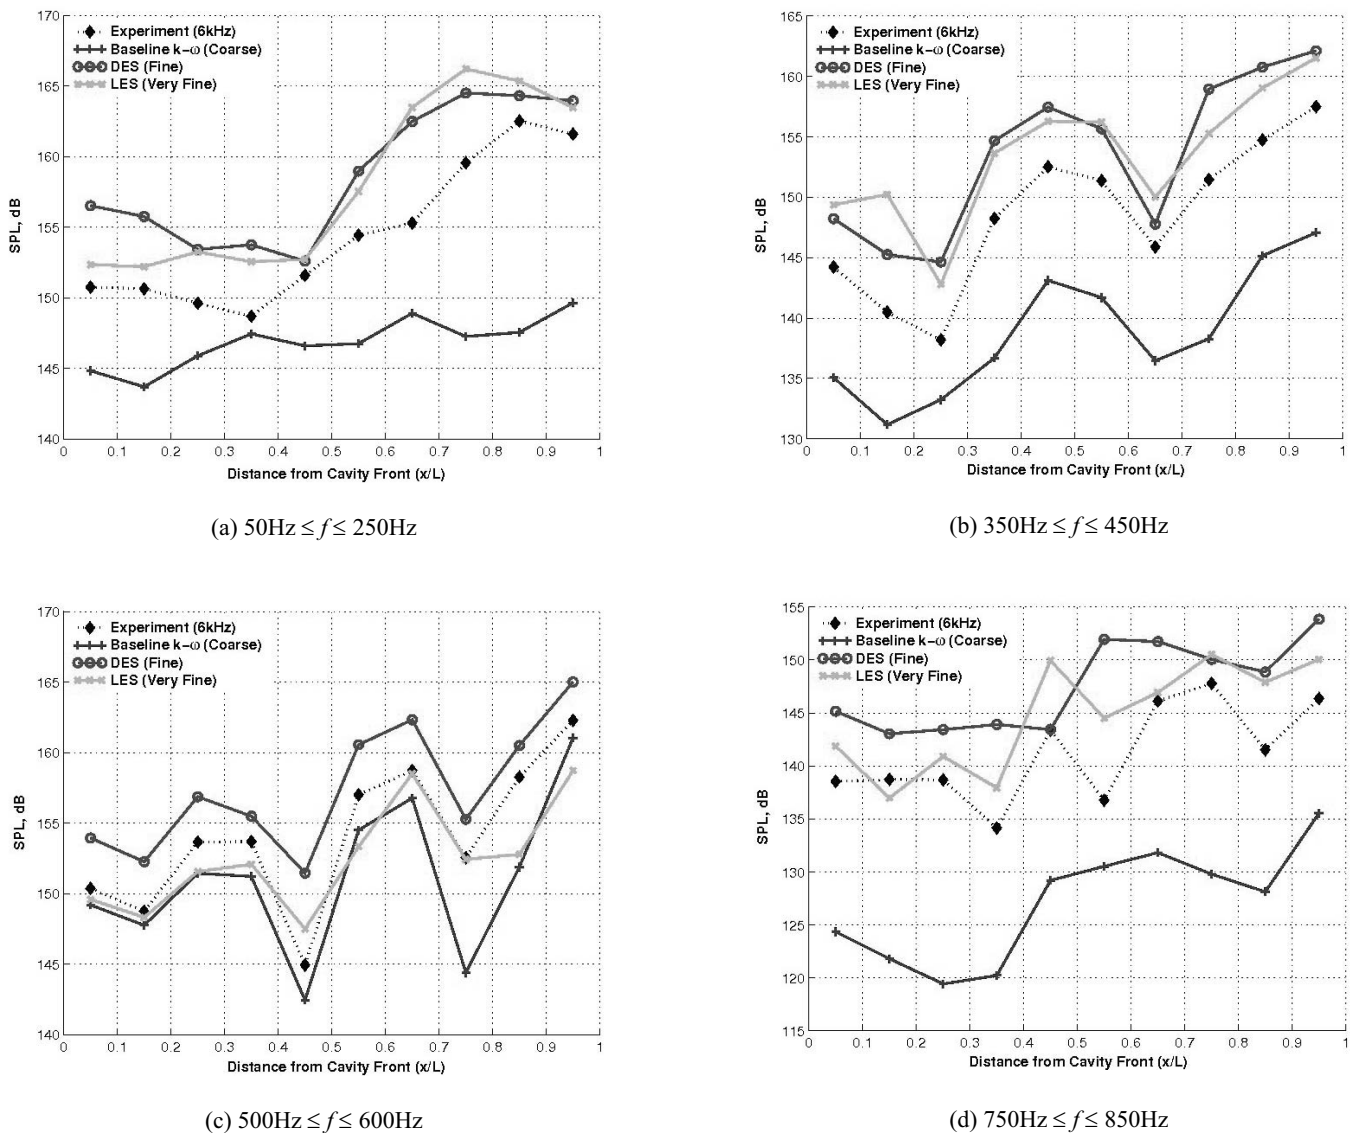 170
165
160
155
150
145
140
SPL, dB
Experiment (6kHz)
Baseline k-ω (Coarse)
DES (Fine)
LES (Very Fine)
0 0.1 0.2 0.3 0.4 0.5 0.6 0.7 0.8 0.9 1
Distance from Cavity Front (x/L)
(a) 50Hz ≤ f ≤ 250Hz
165
160
155
150
145
140
135
130
SPL, dB
Experiment (6kHz)
Baseline k-ω (Coarse)
DES (Fine)
LES (Very Fine)
0 0.1 0.2 0.3 0.4 0.5 0.6 0.7 0.8 0.9 1
Distance from Cavity Front (x/L)
(b) 350Hz ≤ f ≤ 450Hz
170
165
160
155
150
145
140
SPL, dB
Experiment (6kHz)
Baseline k-ω (Coarse)
DES (Fine)
LES (Very Fine)
0 0.1 0.2 0.3 0.4 0.5 0.6 0.7 0.8 0.9 1
Distance from Cavity Front (x/L)
(c) 500Hz ≤ f ≤ 600Hz
155
150
145
140
135
130
125
120
115
SPL, dB
Experiment (6kHz)
Baseline k-ω (Coarse)
DES (Fine)
LES (Very Fine)
0 0.1 0.2 0.3 0.4 0.5 0.6 0.7 0.8 0.9 1
Distance from Cavity Front (x/L)
(d) 750Hz ≤ f ≤ 850Hz